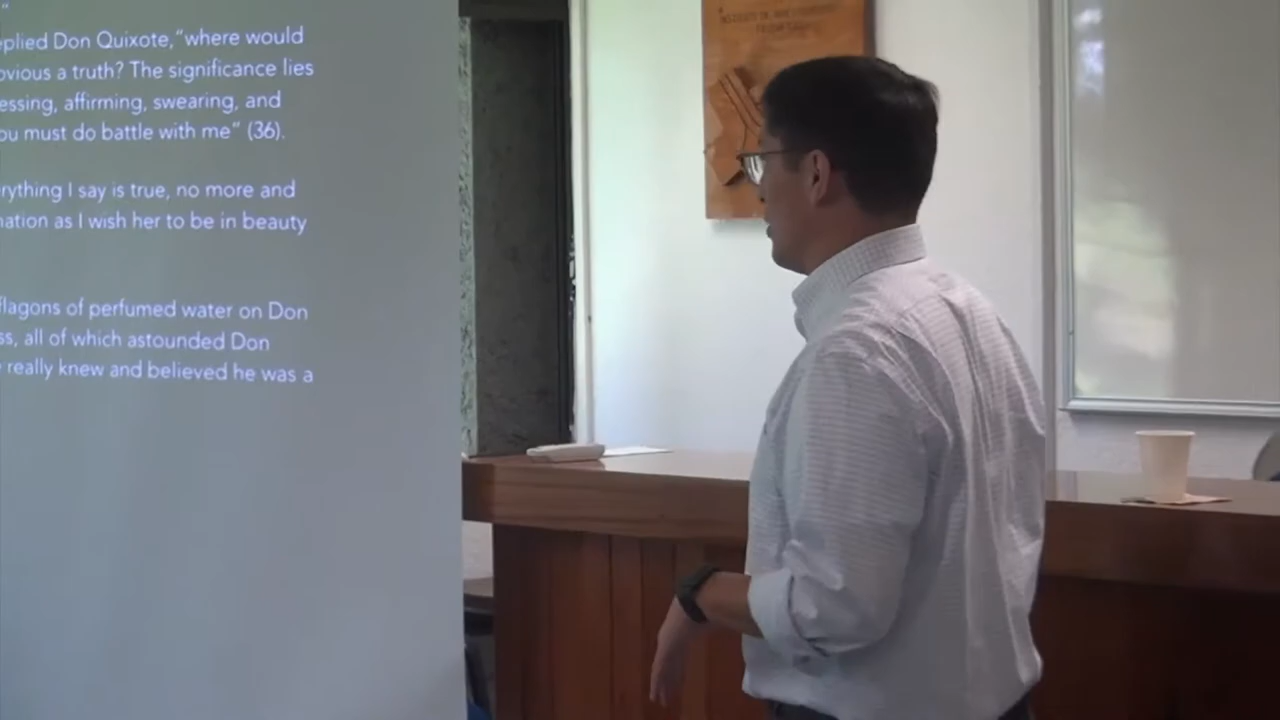 "
eplied Don Quixote, "where would
bvious a truth? The significance lies
essing, affirming, swearing, and
ou must do battle with me" (36).
rything I say is true, no more and
nation as I wish her to be in beauty
flagons of perfumed water on Don
ss, all of which astounded Don
really knew and believed he was a
INSTITUTO DE